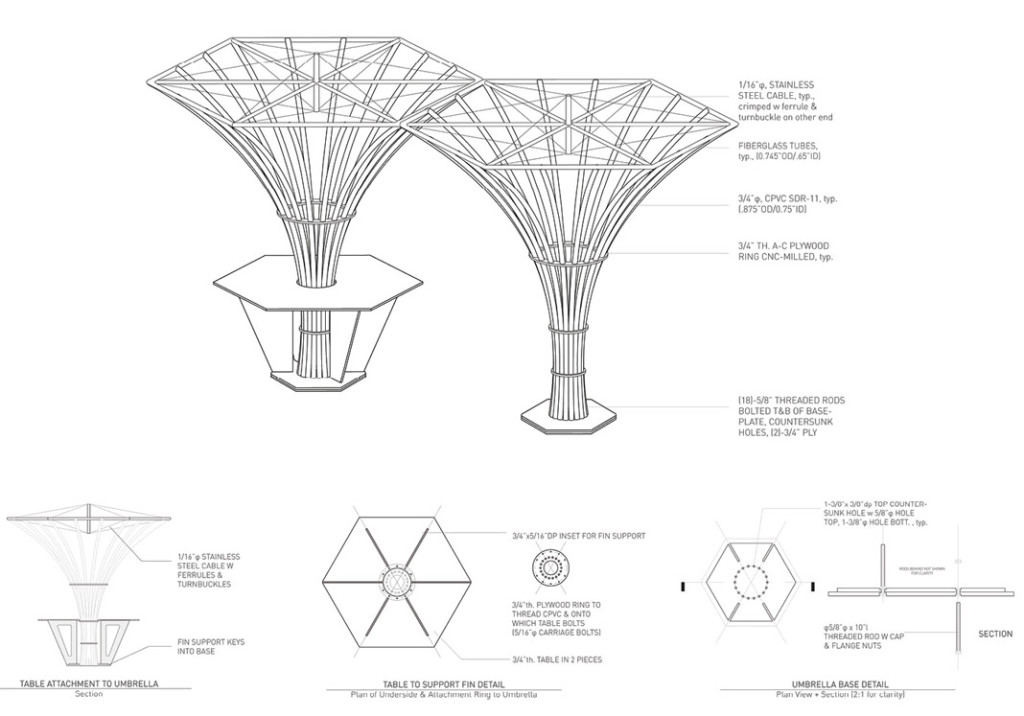 1/16"φ, STAINLESS
STEEL CABLE, typ.,
crimped w ferrule &
turnbuckle on other end
FIBERGLASS TUBES,
typ., (0.745"OD/.65"ID)
3/4"φ, CPVC SDR-11, typ.
(.875"OD/0.75"ID)
3/4" TH. A-C PLYWOOD
RING CNC-MILLED, typ.
(18)-5/8" THREADED RODS
BOLTED T&B OF BASE-
PLATE, COUNTERSUNK
HOLES, (2)-3/4" PLY
1/16"φ STAINLESS
STEEL CABLE W
FERRULES &
TURNBUCKLES
FIN SUPPORT KEYS
INTO BASE
TABLE ATTACHMENT TO UMBRELLA
Section
3/4"x5/16"DP INSET FOR FIN SUPPORT
3/4"th. PLYWOOD RING TO
THREAD CPVC & ONTO
WHICH TABLE BOLTS
(5/16"φ CARRIAGE BOLTS)
3/4"th. TABLE IN 2 PIECES
TABLE TO SUPPORT FIN DETAIL
Plan of Underside & Attachment Ring to Umbrella
1-3/0"x 3/0"dp TOP COUNTER-
SUNK HOLE w 5/8"φ HOLE
TOP, 1-3/8"φ HOLE BOTT. , typ.
RODS BEHIND NOT SHOWN
FOR CLARITY
φ5/8"φ x 10"l
THREADED ROD W CAP
& FLANGE NUTS
SECTION
UMBRELLA BASE DETAIL
Plan View + Section (2:1 for clarity)